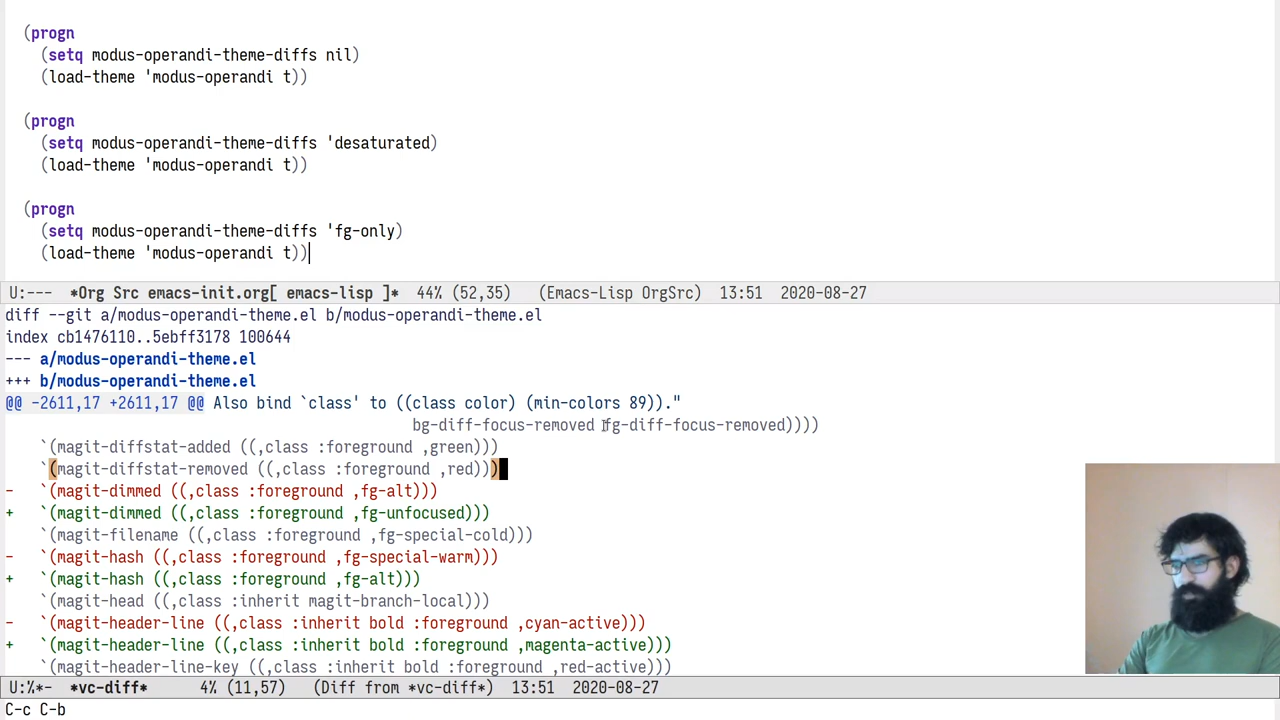 (progn
(setq modus-operandi-theme-diffs nil)
(load-theme 'modus-operandi t))
(progn
(setq modus-operandi-theme-diffs 'desaturated)
(load-theme 'modus-operandi t))
(progn
(setq modus-operandi-theme-diffs 'fg-only)
(load-theme 'modus-operandi t))
U:---  *Org Src emacs-init.org[ emacs-lisp ]*  44% (52,35)  (Emacs-Lisp OrgSrc)  13:51  2020-08-27
diff --git a/modus-operandi-theme.el b/modus-operandi-theme.el
index cb1476110..5ebff3178 100644
--- a/modus-operandi-theme.el
+++ b/modus-operandi-theme.el
@@ -2611,17 +2611,17 @@ Also bind `class' to ((class color) (min-colors 89))."
bg-diff-focus-removed fg-diff-focus-removed))))
`(magit-diffstat-added ((,class :foreground ,green)))
`(magit-diffstat-removed ((,class :foreground ,red)))
-   `(magit-dimmed ((,class :foreground ,fg-alt)))
+   `(magit-dimmed ((,class :foreground ,fg-unfocused)))
`(magit-filename ((,class :foreground ,fg-special-cold)))
-   `(magit-hash ((,class :foreground ,fg-special-warm)))
+   `(magit-hash ((,class :foreground ,fg-alt)))
`(magit-head ((,class :inherit magit-branch-local)))
-   `(magit-header-line ((,class :inherit bold :foreground ,cyan-active)))
+   `(magit-header-line ((,class :inherit bold :foreground ,magenta-active)))
`(magit-header-line-key ((,class :inherit bold :foreground ,red-active)))
U:%*-  *vc-diff*  4% (11,57)  (Diff from *vc-diff*)  13:51  2020-08-27
C-c C-b